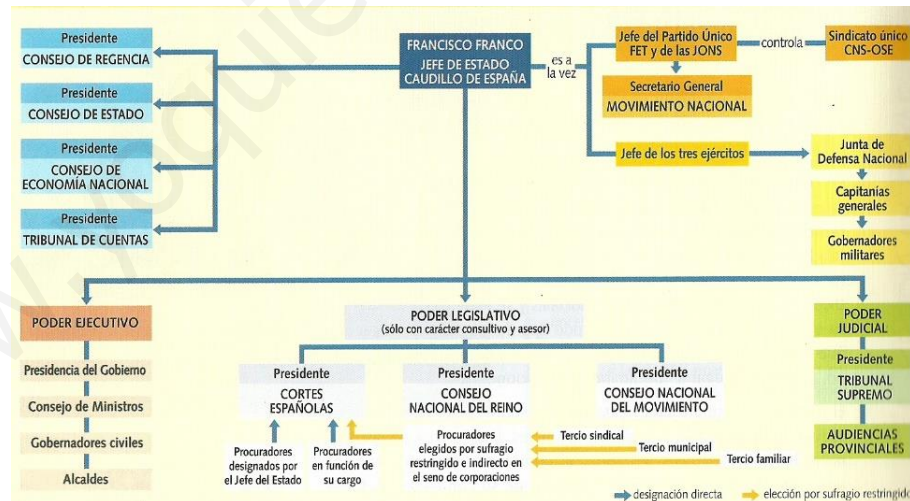 Presidente
CONSEJO DE REGENCIA
Presidente
CONSEJO DE ESTADO
Presidente
CONSEJO DE
ECONOMÍA NACIONAL
Presidente
TRIBUNAL DE CUENTAS
FRANCISCO FRANCO
JEFE DE ESTADO
CAUDILLO DE ESPAÑA
es a
la vez
Jefe del Partido Único
FET y de las JONS
controla
Sindicato único
CNS-OSE
Secretario General
MOVIMIENTO NACIONAL
Jefe de los tres ejércitos
Junta de
Defensa Nacional
Capitanías
generales
Gobernadores
militares
PODER EJECUTIVO
Presidencia del Gobierno
Consejo de Ministros
Gobernadores civiles
Alcaldes
PODER LEGISLATIVO
(sólo con carácter consultivo y asesor)
Presidente
CORTES
ESPAÑOLAS
Presidente
CONSEJO
NACIONAL DEL REINO
Presidente
CONSEJO NACIONAL
DEL MOVIMIENTO
Procuradores
designados por
el Jefe del Estado
Procuradores
en función de
su cargo
Procuradores
elegidos por sufragio
restringido e indirecto en
el seno de corporaciones
Tercio sindical
Tercio municipal
Tercio familiar
PODER
JUDICIAL
Presidente
TRIBUNAL
SUPREMO
AUDIENCIAS
PROVINCIALES
designación directa
elección por sufragio restringido